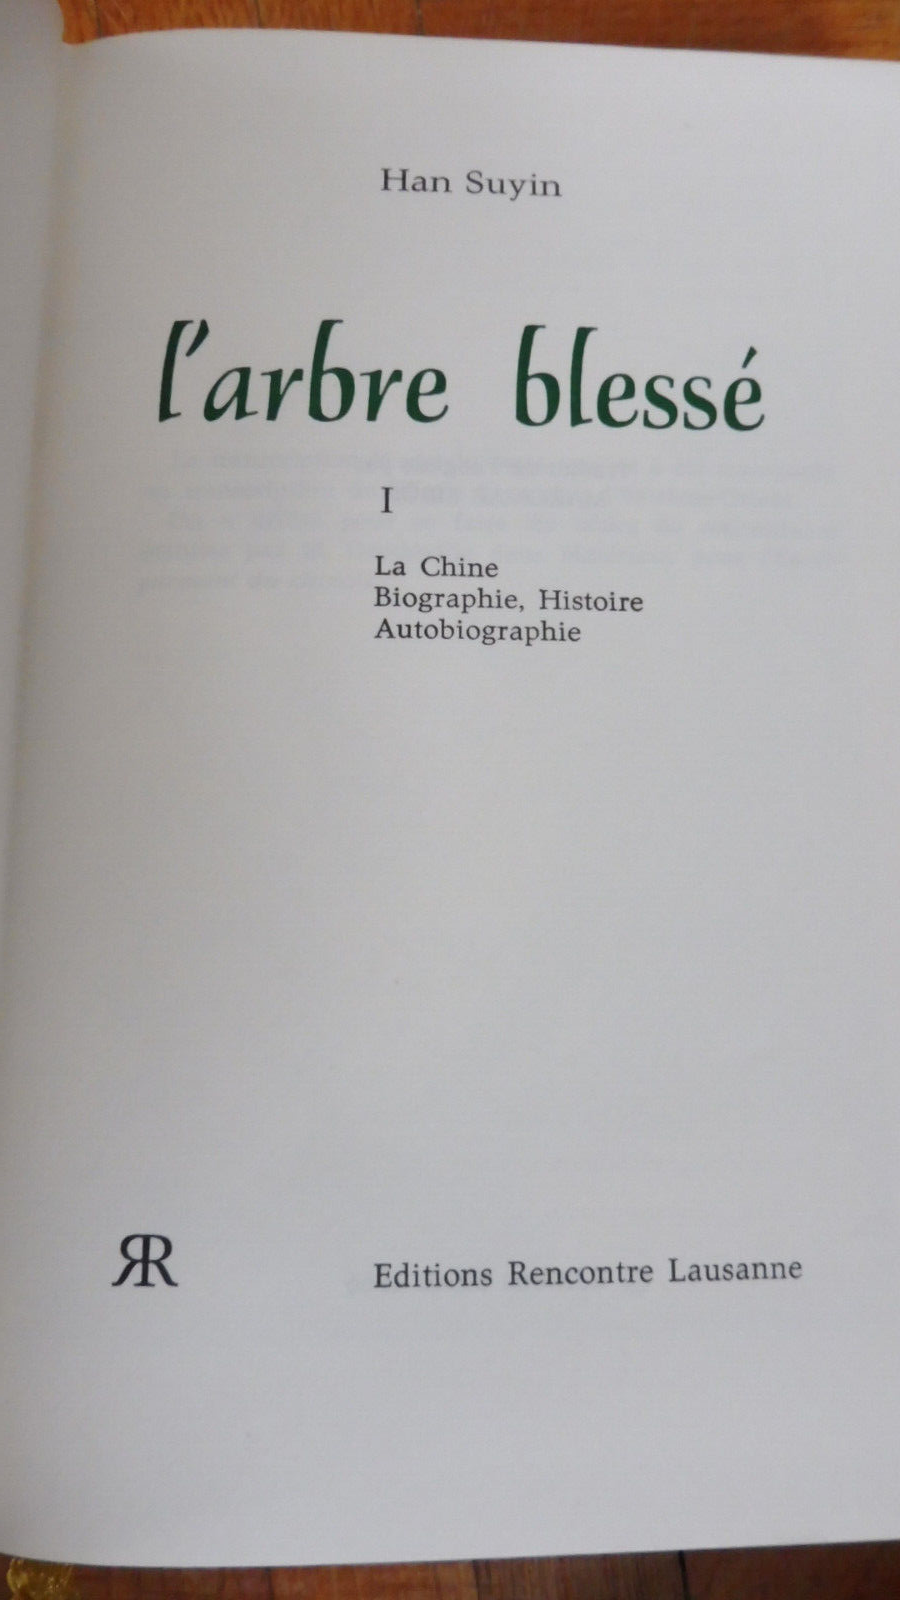 Han Suyin
l'arbre blessé
I
La Chine
Biographie, Histoire
Autobiographie
RR
Editions Rencontre Lausanne